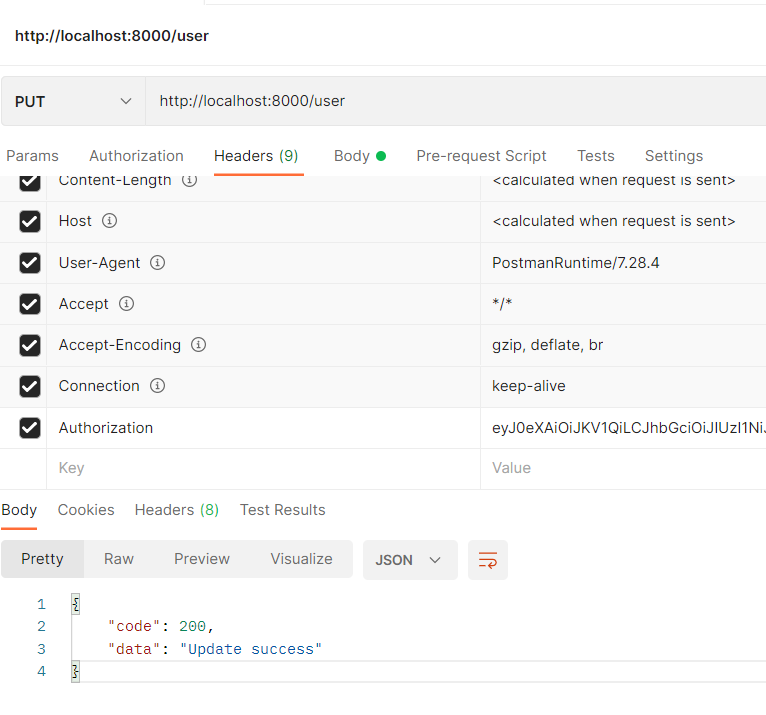 http://localhost:8000/user
PUT http://localhost:8000/user
Params Authorization Headers (9) Body Pre-request Script Tests Settings
Content-Length <calculated when request is sent>
Host <calculated when request is sent>
User-Agent PostmanRuntime/7.28.4
Accept */*
Accept-Encoding gzip, deflate, br
Connection keep-alive
Authorization eyJ0eXAiOiJKV1QiLCJhbGciOiJIUzI1NiJ
Key Value
Body Cookies Headers (8) Test Results
Pretty Raw Preview Visualize JSON
1 {
2 "code": 200,
3 "data": "Update success"
4 }